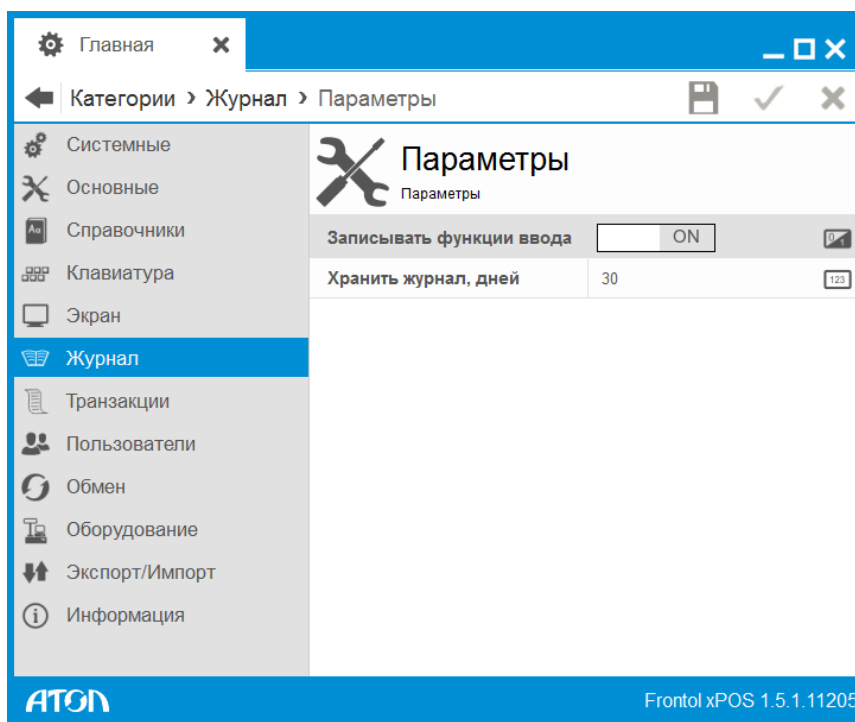 Главная
Категории › Журнал › Параметры
Системные
Основные
Справочники
Клавиатура
Экран
Журнал
Транзакции
Пользователи
Обмен
Оборудование
Экспорт/Импорт
Информация
Параметры
Параметры
Записывать функции ввода ON
Хранить журнал, дней 30 123
ATOL
Frontol xPOS 1.5.1.11205